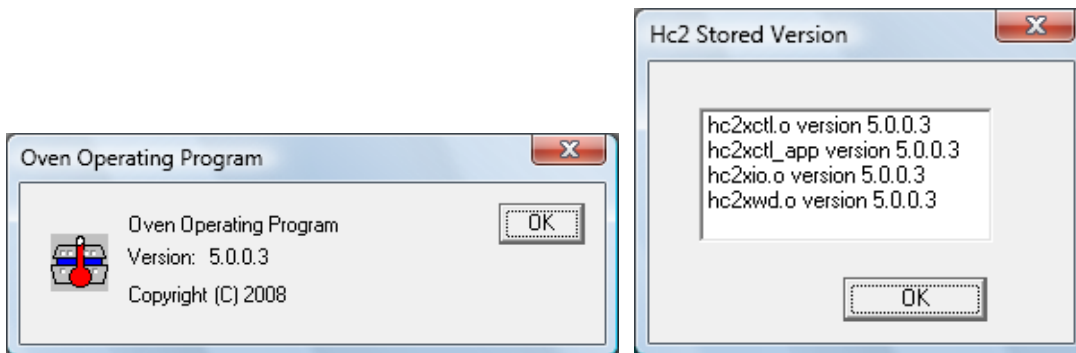 Oven Operating Program
Oven Operating Program
Version: 5.0.0.3
Copyright (C) 2008
OK
Hc2 Stored Version
hc2xctl.o version 5.0.0.3
hc2xctl_app version 5.0.0.3
hc2xio.o version 5.0.0.3
hc2xwd.o version 5.0.0.3
OK